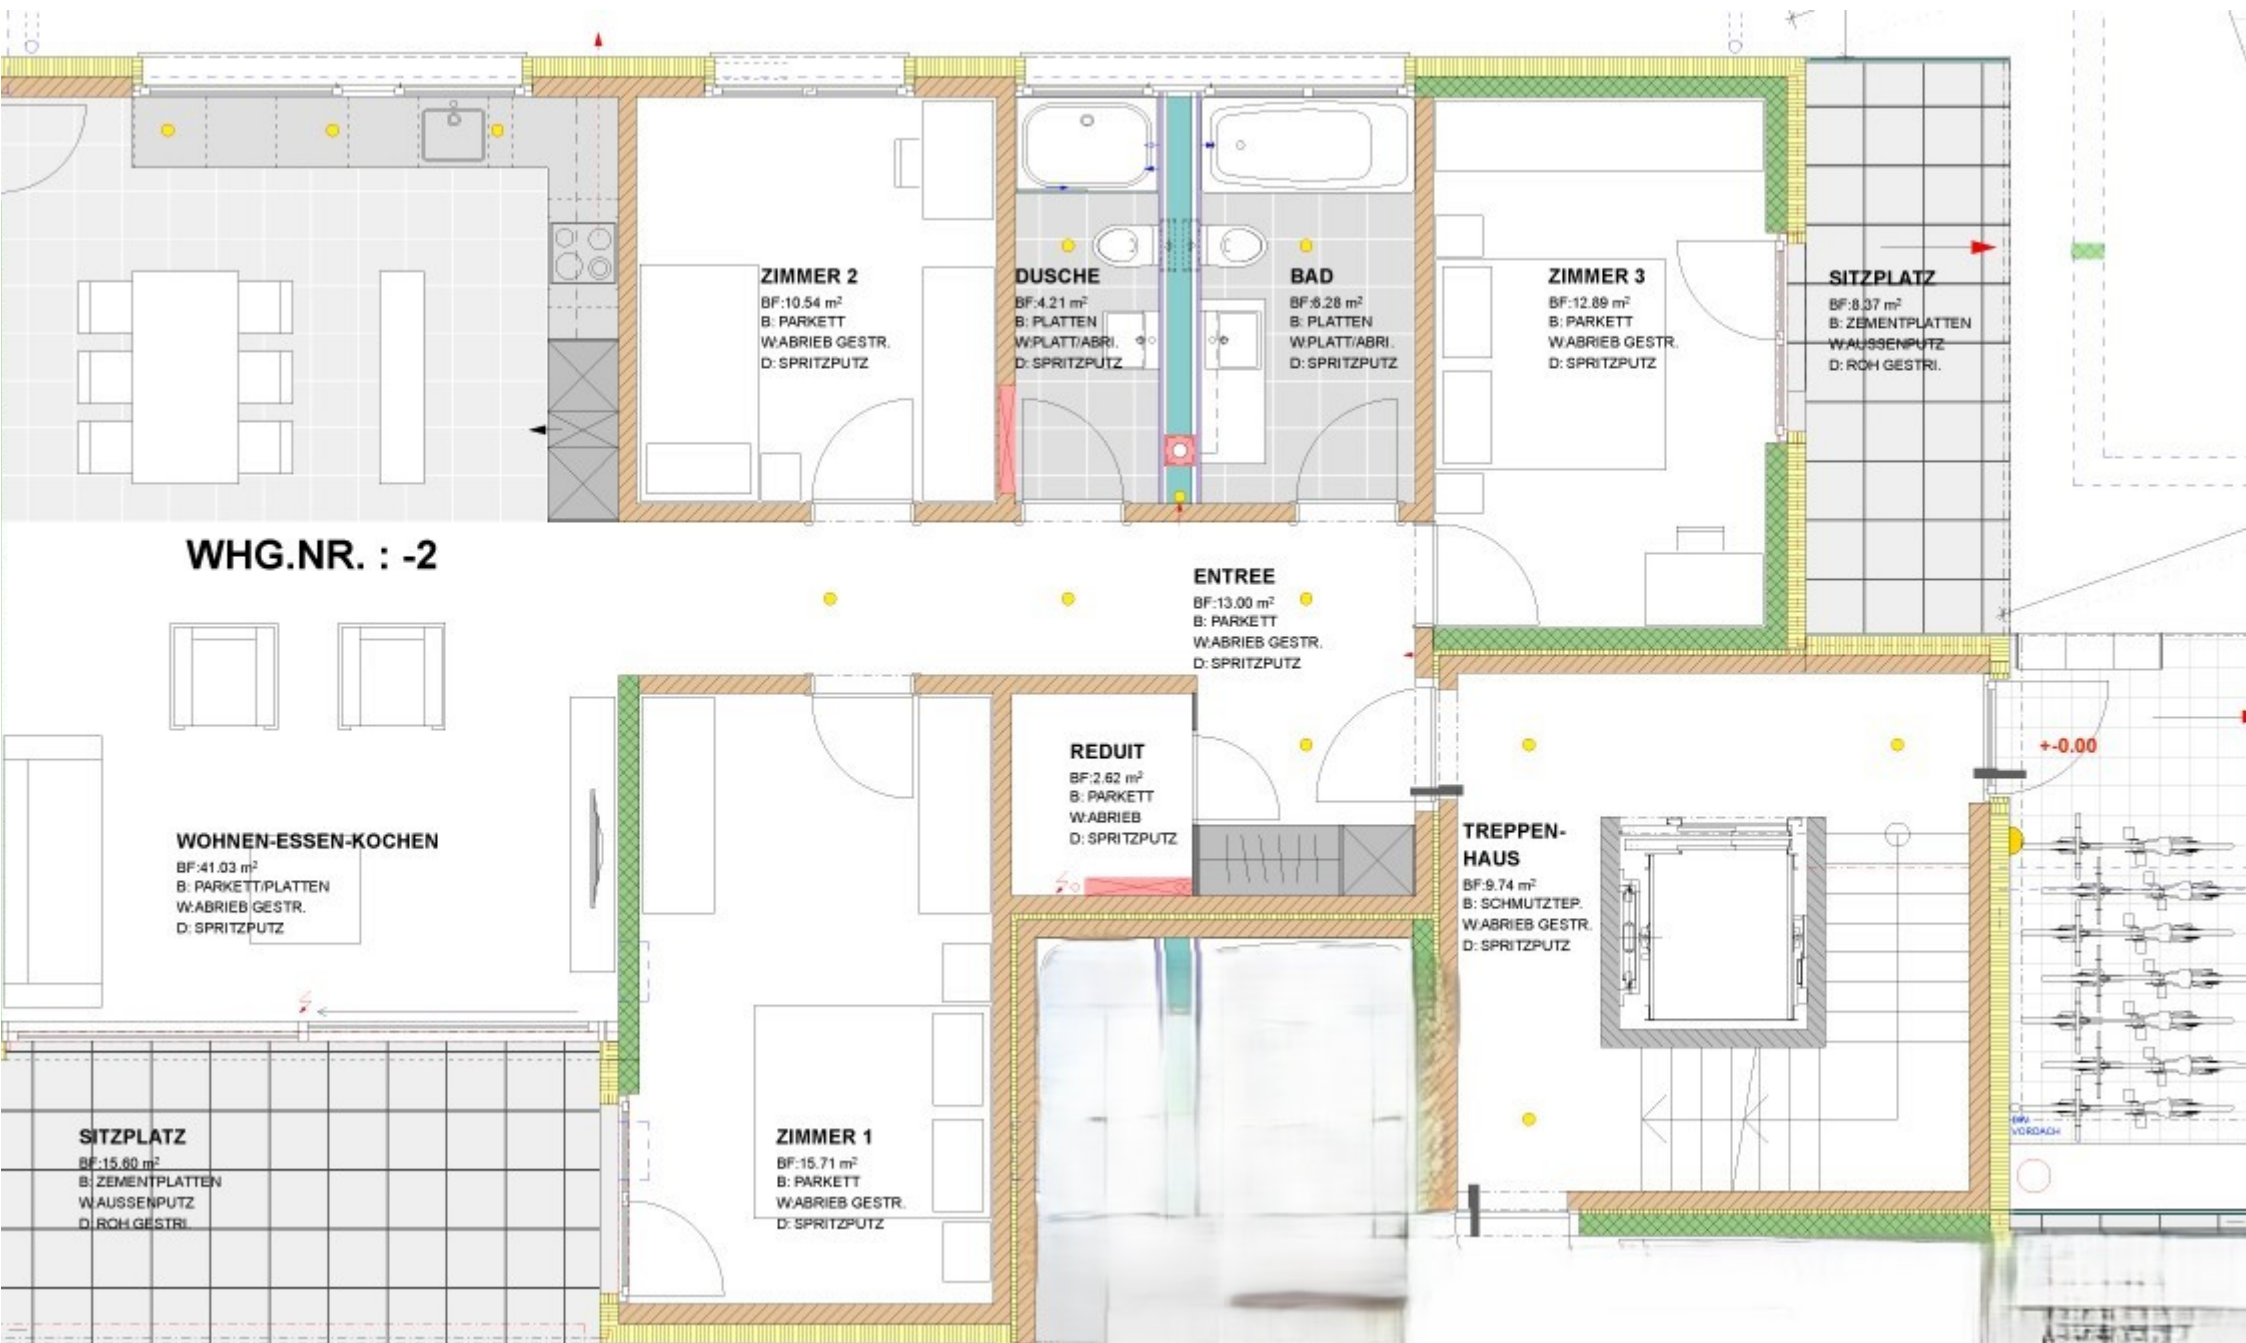 ZIMMER 2
BF:10.54 m²
B: PARKETT
W:ABRIEB GESTR.
D: SPRITZPUTZ
DUSCHE
BF:4.21 m²
B: PLATTEN
W:PLATT/ABRI.
D: SPRITZPUTZ
BAD
BF:6.28 m²
B: PLATTEN
W:PLATT/ABRI.
D: SPRITZPUTZ
ZIMMER 3
BF:12.89 m²
B: PARKETT
W:ABRIEB GESTR.
D: SPRITZPUTZ
SITZPLATZ
BF:8.37 m²
B: ZEMENTPLATTEN
W:AUSSENPUTZ
D: ROH GESTRI.
WHG.NR. : -2
ENTREE
BF:13.00 m²
B: PARKETT
W:ABRIEB GESTR.
D: SPRITZPUTZ
REDUIT
BF:2.62 m²
B: PARKETT
W:ABRIEB
D: SPRITZPUTZ
+-0.00
WOHNEN-ESSEN-KOCHEN
BF:41.03 m²
B: PARKETT/PLATTEN
W:ABRIEB GESTR.
D: SPRITZPUTZ
TREPPEN-
HAUS
BF:9.74 m²
B: SCHMUTZTEP.
W:ABRIEB GESTR.
D: SPRITZPUTZ
SITZPLATZ
BF:15.60 m²
B: ZEMENTPLATTEN
W:AUSSENPUTZ
D: ROH GESTRI.
ZIMMER 1
BF:15.71 m²
B: PARKETT
W:ABRIEB GESTR.
D: SPRITZPUTZ
VORDACH